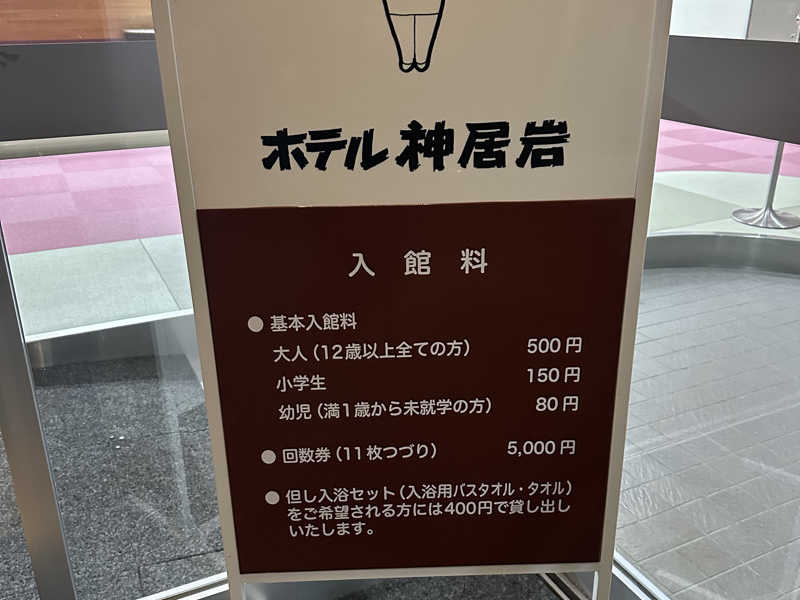 ホテル神居岩
入館料
● 基本入館料
大人（12歳以上全ての方） 500円
小学生 150円
幼児（満1歳から未就学の方） 80円
● 回数券（11枚つづり） 5,000円
● 但し入浴セット（入浴用バスタオル・タオル）
をご希望される方には400円で貸し出し
いたします。